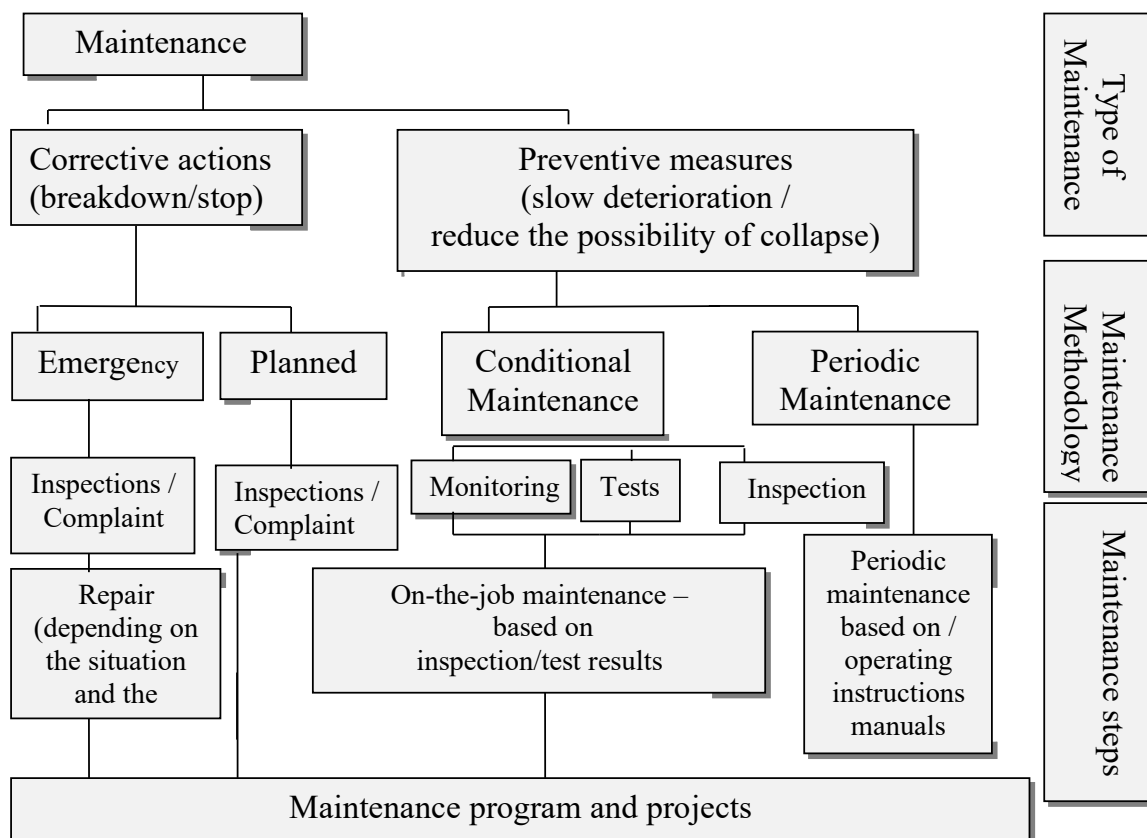 Maintenance
Corrective actions
(breakdown/stop)
Preventive measures
(slow deterioration /
reduce the possibility of collapse)
Type of
Maintenance
Emergency
Planned
Conditional
Maintenance
Periodic
Maintenance
Maintenance
Methodology
Inspections /
Complaint
Inspections /
Complaint
Monitoring
Tests
Inspection
Repair
(depending on
the situation
and the
On-the-job maintenance –
based on
inspection/test results
Periodic
maintenance
based on /
operating
instructions
manuals
Maintenance steps
Maintenance program and projects